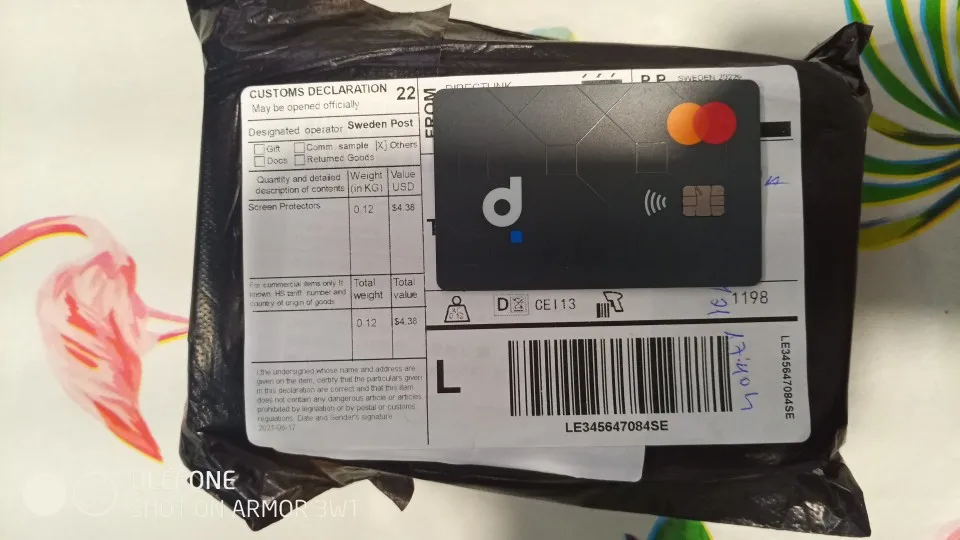 CUSTOMS DECLARATION 22
May be opened officially
Designated operator Sweden Post
Gift Comm. sample [X] Others
Docs Returned Goods
Quantity and detailed description of contents
Weight (in KG)
Value USD
Screen Protectors 0.12 $4.38
For commercial items only If known, HS tariff number and country of origin of goods
Total weight
Total value
0.12 $4.38
I, the undersigned, whose name and address are
given on the item, certify that the particulars given
in this declaration are correct and that this item
does not contain any dangerous article or articles
prohibited by legislation or by postal or customs
regulations. Date and Sender's signature
2021-06-17
FROM
P.P. SWEDEN
d
0.12
D CE113
1198
L
LE345647084SE
LE345647084SE
17:40h
ULEFONE
SHOT ON ARMOR 3WT